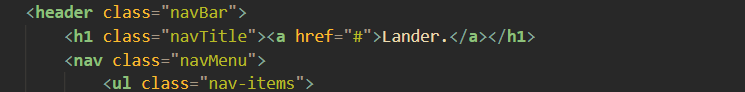 <header class="navBar">
<h1 class="navTitle"><a href="#">Lander.</a></h1>
<nav class="navMenu">
<ul class="nav-items">